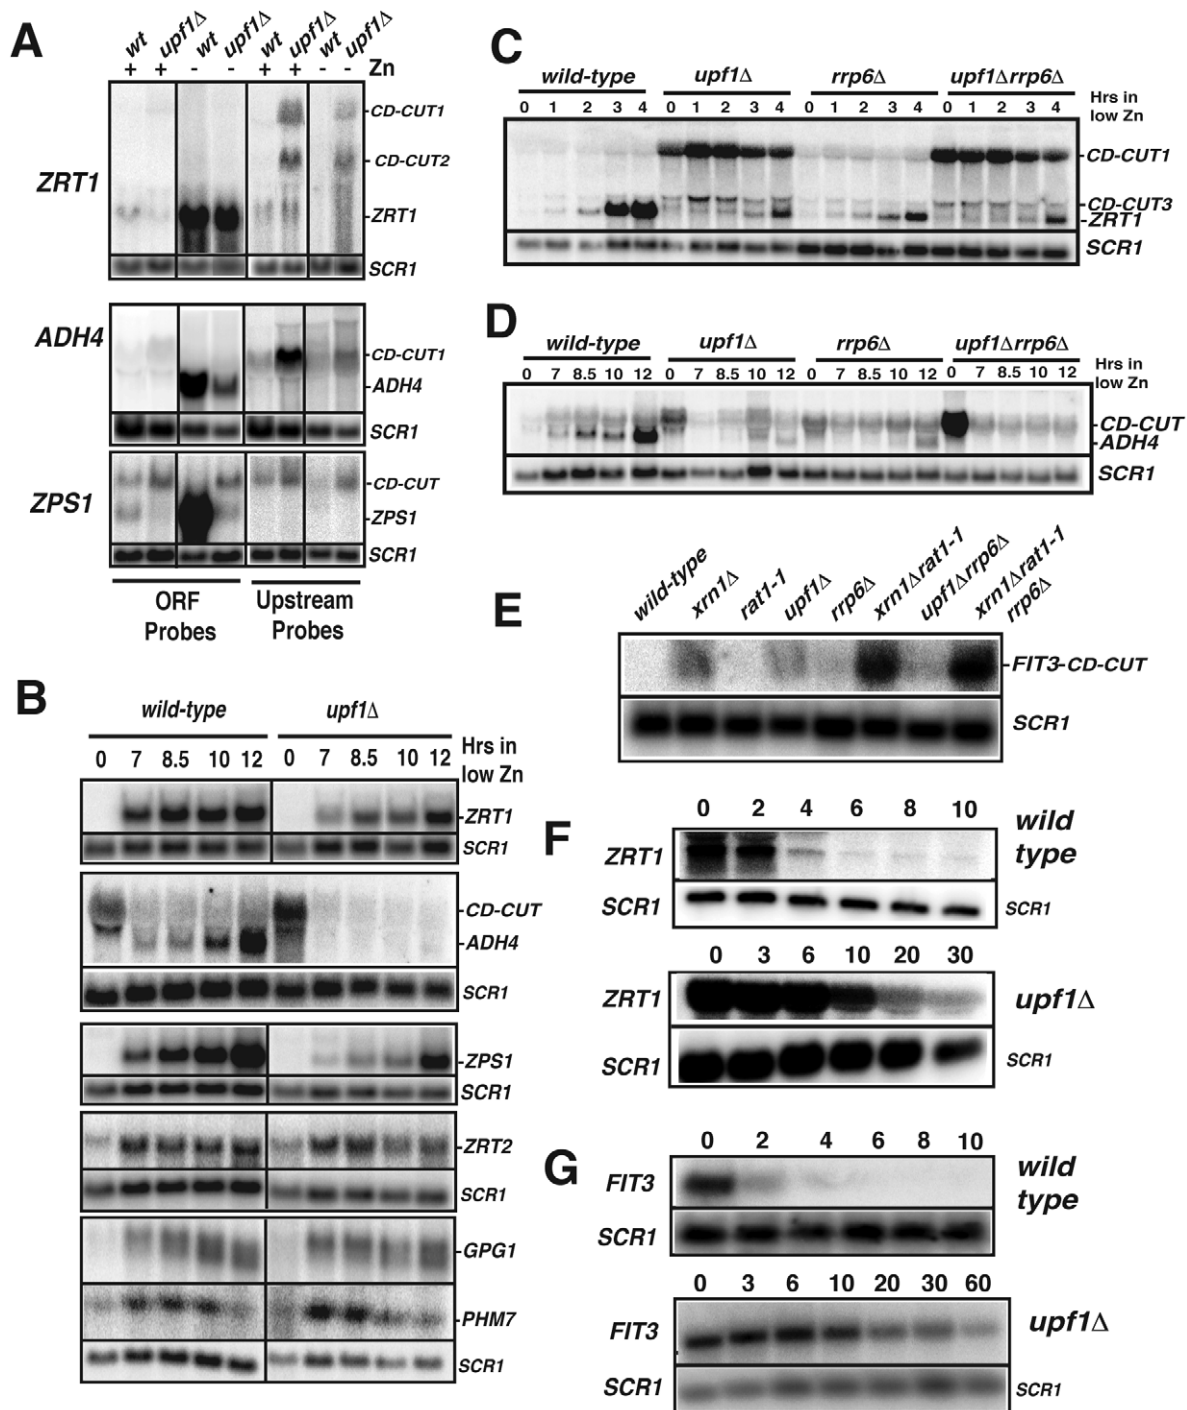 A
wt upf1Δ wt upf1Δ wt upf1Δ wt upf1Δ
+ + - - + + - - Zn
ZRT1
CD-CUT1
CD-CUT2
ZRT1
SCR1
ADH4
CD-CUT1
ADH4
SCR1
ZPS1
CD-CUT
ZPS1
SCR1
ORF Probes
Upstream Probes
B
wild-type upf1Δ
0 7 8.5 10 12 0 7 8.5 10 12 Hrs in low Zn
ZRT1
SCR1
CD-CUT
ADH4
SCR1
ZPS1
SCR1
ZRT2
SCR1
GPG1
PHM7
SCR1
C
wild-type upf1Δ rrp6Δ upf1Δrrp6Δ
0 1 2 3 4 0 1 2 3 4 0 1 2 3 4 0 1 2 3 4 Hrs in low Zn
CD-CUT1
CD-CUT3
ZRT1
SCR1
D
wild-type upf1Δ rrp6Δ upf1Δrrp6Δ
0 7 8.5 10 12 0 7 8.5 10 12 0 7 8.5 10 12 0 7 8.5 10 12 Hrs in low Zn
CD-CUT
ADH4
SCR1
E
wild-type xrn1Δ rat1-1 upf1Δ rrp6Δ xrn1Δrat1-1 upf1Δrrp6Δ xrn1Δrat1-1 rrp6Δ
FIT3-CD-CUT
SCR1
F
0 2 4 6 8 10 wild type
ZRT1
SCR1 SCR1
0 3 6 10 20 30
ZRT1 upf1Δ
SCR1 SCR1
G
0 2 4 6 8 10
FIT3 wild type
SCR1
0 3 6 10 20 30 60
FIT3 upf1Δ
SCR1 SCR1